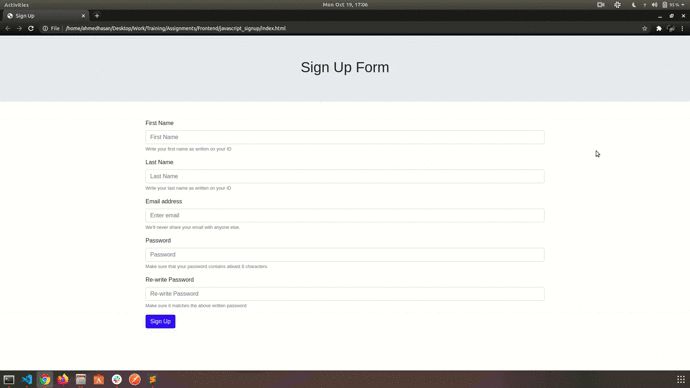 Activities
Mon Oct 19, 17:06
Sign Up
File
/home/ahmedhasan/Desktop/Work/Training/Assignments/Frontend/javascript_signup/index.html
Sign Up Form
First Name
First Name
Write your first name as written on your ID
Last Name
Last Name
Write your last name as written on your ID
Email address
Enter email
We'll never share your email with anyone else.
Password
Password
Make sure that your password contains atleast 8 characters.
Re-write Password
Re-write Password
Make sure it matches the above written password
Sign Up